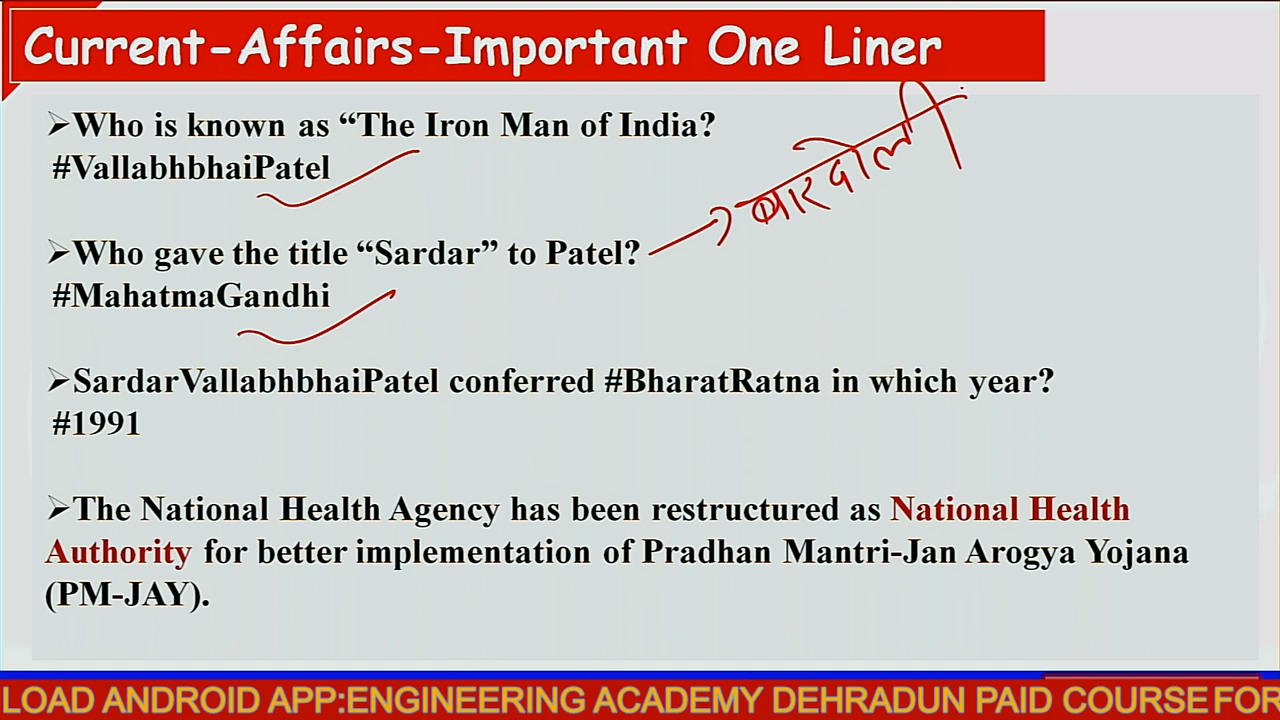 Current-Affairs-Important One Liner
➢Who is known as “The Iron Man of India?
#VallabhbhaiPatel
बारदोली
➢Who gave the title “Sardar” to Patel?
#MahatmaGandhi
➢SardarVallabhbhaiPatel conferred #BharatRatna in which year?
#1991
➢The National Health Agency has been restructured as National Health
Authority for better implementation of Pradhan Mantri-Jan Arogya Yojana
(PM-JAY).
LOAD ANDROID APP:ENGINEERING ACADEMY DEHRADUN PAID COURSE FOR